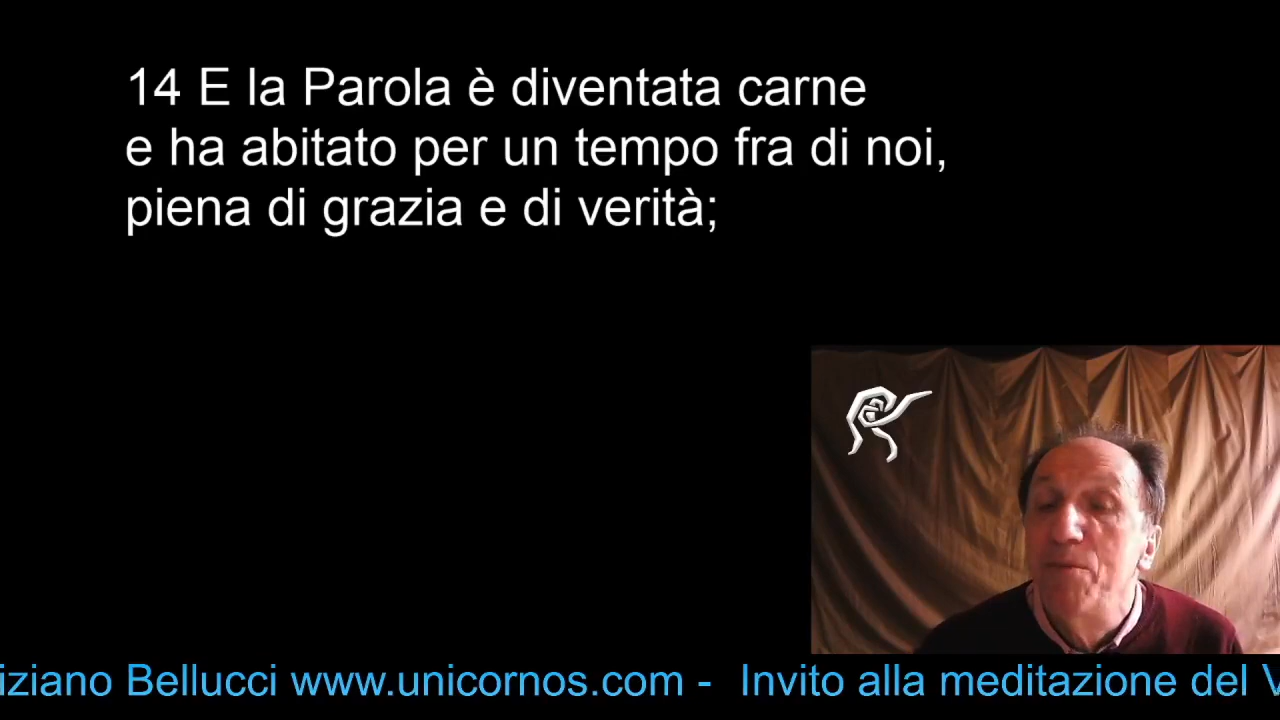 14 E la Parola è diventata carne
e ha abitato per un tempo fra di noi,
piena di grazia e di verità;
iziano Bellucci www.unicornos.com - Invito alla meditazione del V